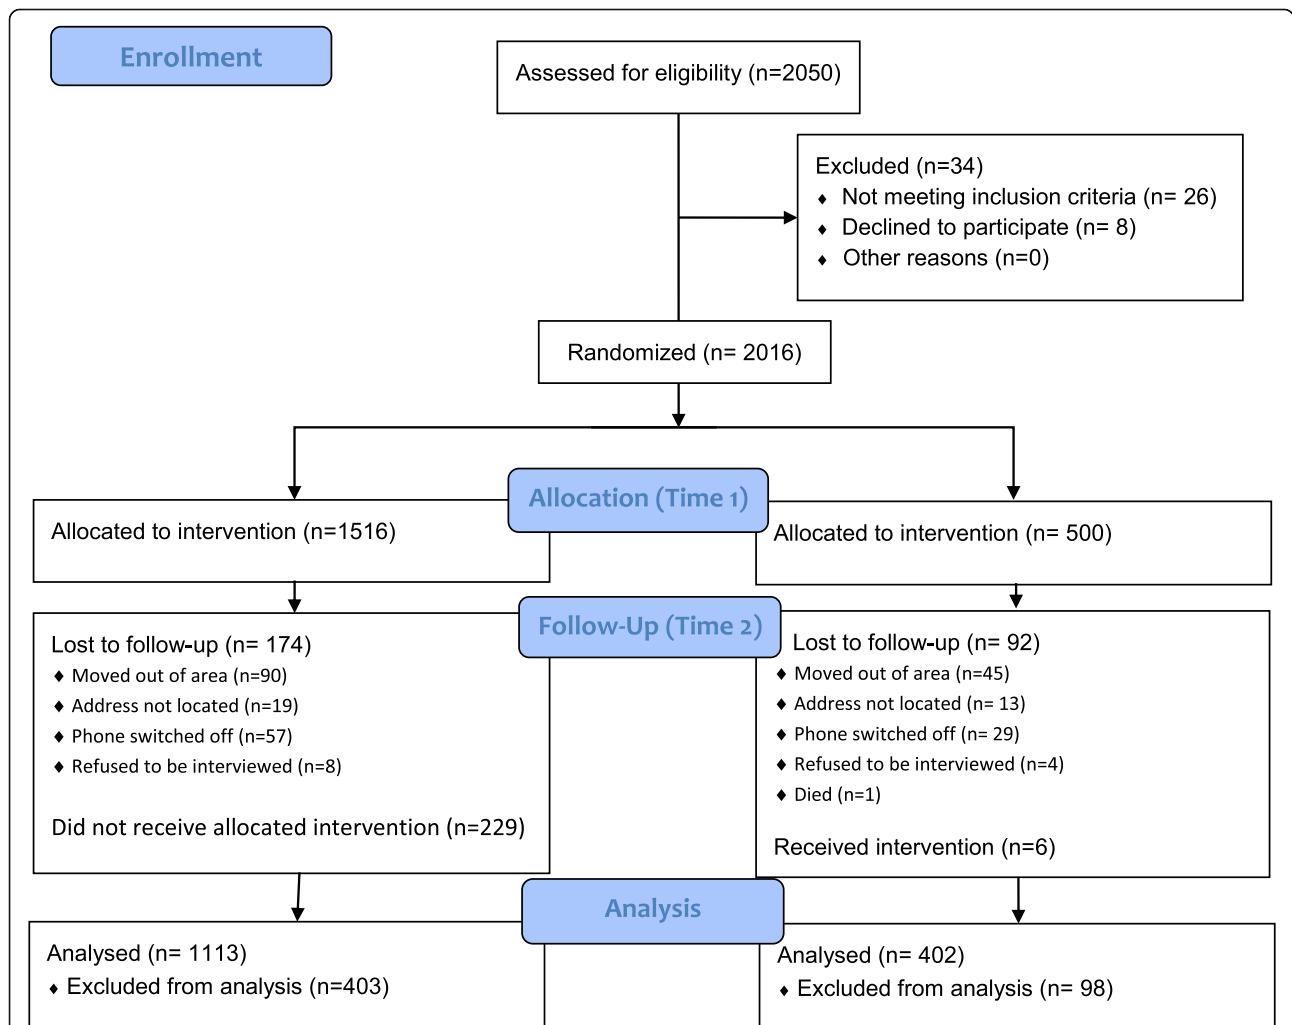 Enrollment
Assessed for eligibility (n=2050)
Excluded (n=34)
♦ Not meeting inclusion criteria (n= 26)
♦ Declined to participate (n= 8)
♦ Other reasons (n=0)
Randomized (n= 2016)
Allocation (Time 1)
Allocated to intervention (n=1516)
Allocated to intervention (n= 500)
Follow-Up (Time 2)
Lost to follow-up (n= 174)
♦ Moved out of area (n=90)
♦ Address not located (n=19)
♦ Phone switched off (n=57)
♦ Refused to be interviewed (n=8)
Did not receive allocated intervention (n=229)
Lost to follow-up (n= 92)
♦ Moved out of area (n=45)
♦ Address not located (n= 13)
♦ Phone switched off (n= 29)
♦ Refused to be interviewed (n=4)
♦ Died (n=1)
Received intervention (n=6)
Analysis
Analysed (n= 1113)
♦ Excluded from analysis (n=403)
Analysed (n= 402)
♦ Excluded from analysis (n= 98)